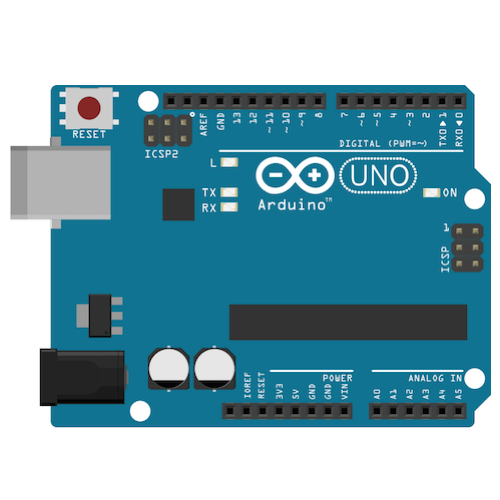 RESET
ICSP2
AREF
GND
13
12
~11
~10
~9
8
7
~6
~5
4
~3
2
TXO▶1
RXO◀0
DIGITAL (PWM=~)
L
TX
RX
UNO
Arduino™
ON
1
ICSP
POWER
ANALOG IN
IOREF
RESET
3V3
5V
GND
GND
VIN
A0
A1
A2
A3
A4
A5